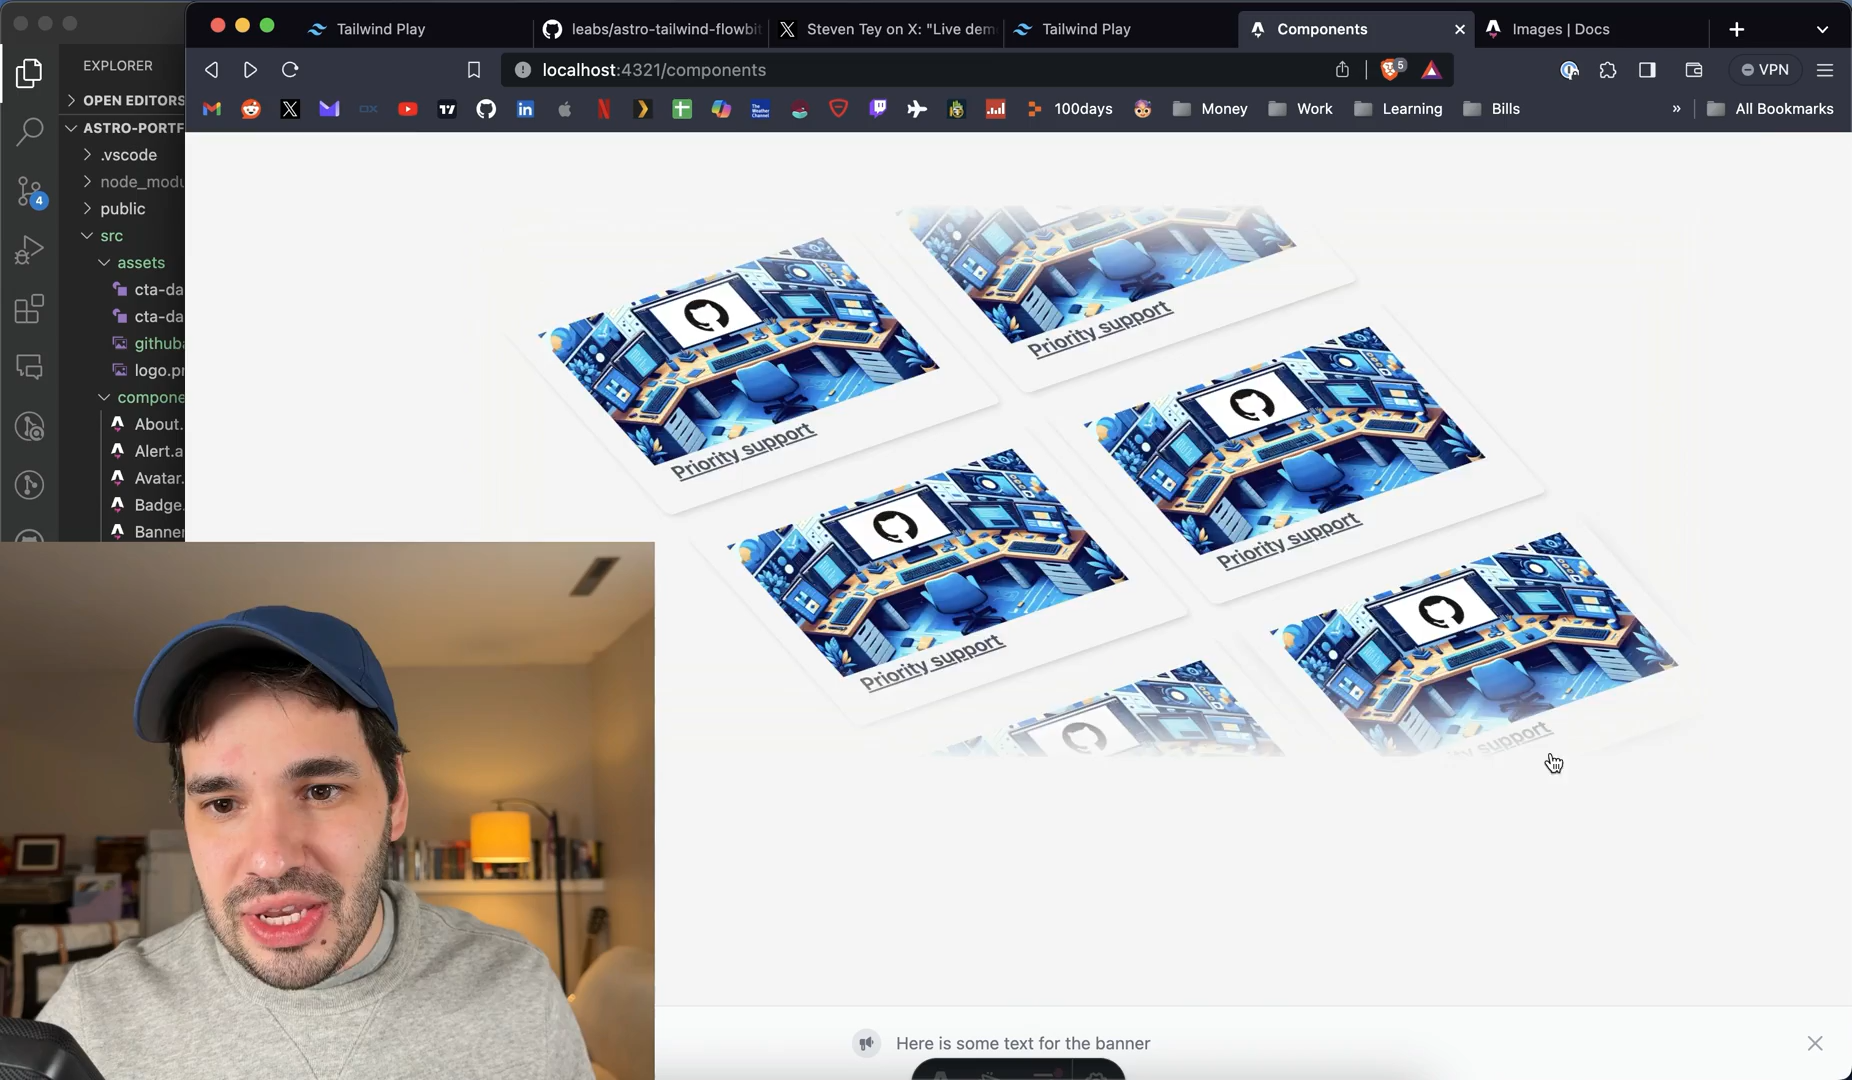 Tailwind Play
leabs/astro-tailwind-flowbit
Steven Tey on X: "Live dem
Tailwind Play
Components
Images | Docs
localhost:4321/components
5
VPN
100days
Money
Work
Learning
Bills
»
All Bookmarks
EXPLORER
OPEN EDITORS
ASTRO-PORTF
.vscode
node_modu
public
src
assets
cta-da
cta-da
github
logo.pr
compone
About.
Alert.a
Avatar.
Badge.
Banner
4
Priority support
Priority support
Priority support
Priority support
support
Here is some text for the banner